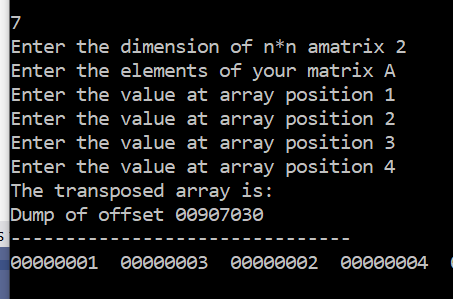 7
Enter the dimension of n*n amatrix 2
Enter the elements of your matrix A
Enter the value at array position 1
Enter the value at array position 2
Enter the value at array position 3
Enter the value at array position 4
The transposed array is:
Dump of offset 00907030
-------------------------------
00000001  00000003  00000002  00000004